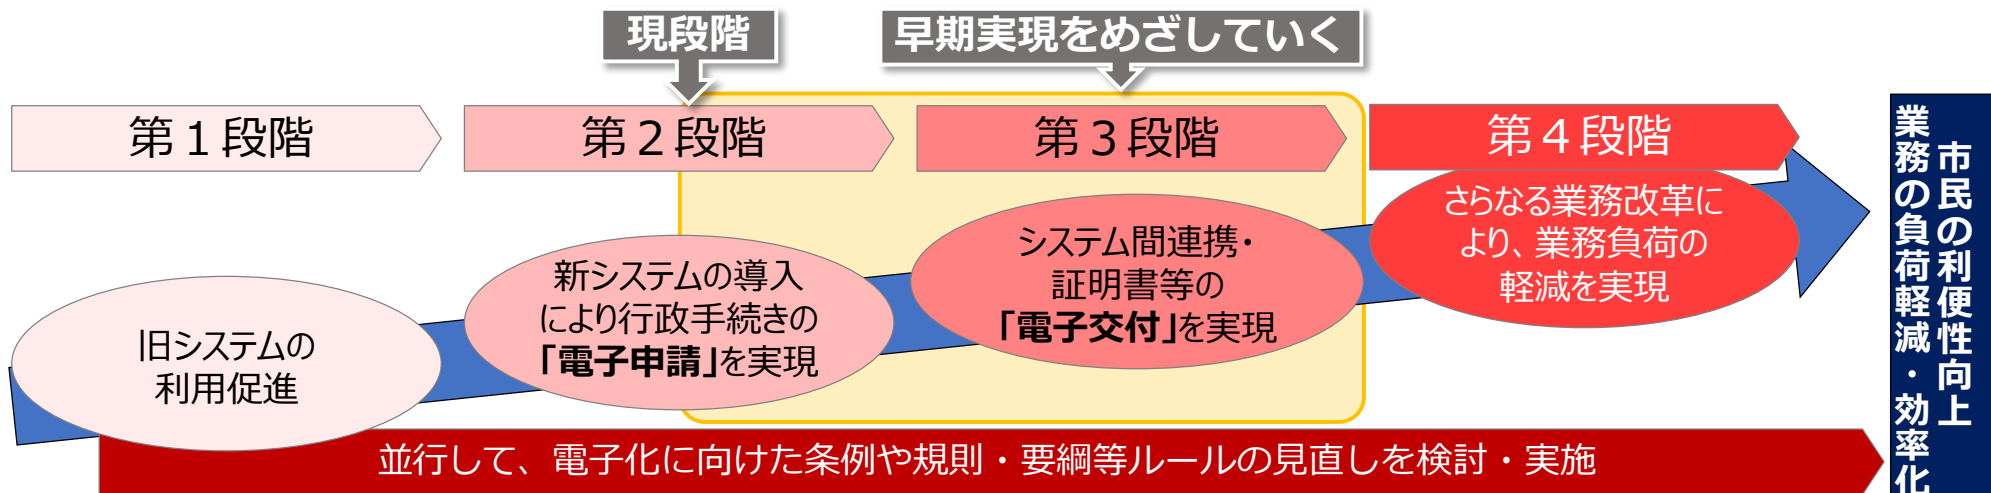 現段階
早期実現をめざしていく
第１段階
第２段階
第３段階
第４段階
旧システムの
利用促進
新システムの導入
により行政手続きの
「電子申請」を実現
システム間連携・
証明書等の
「電子交付」を実現
さらなる業務改革に
より、業務負荷の
軽減を実現
市民の利便性向上
業務の負荷軽減・効率化
並行して、電子化に向けた条例や規則・要綱等ルールの見直しを検討・実施